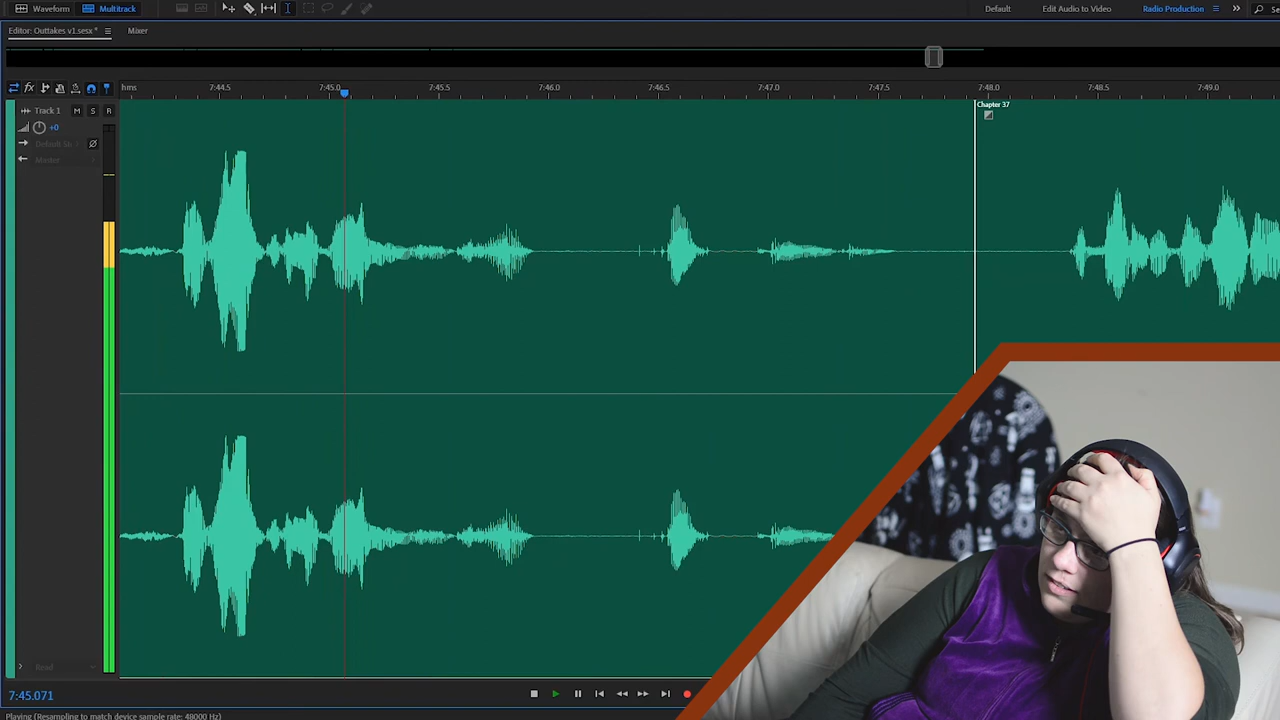 Waveform Multitrack Default Edit Audio to Video Radio Production
Editor: Outtakes v1.sesx * Mixer
hms 7:44.5 7:45.0 7:45.5 7:46.0 7:46.5 7:47.0 7:47.5 7:48.0 7:48.5 7:49.0
Track 1 M S R
Chapter 37
+0
Master
Read
7:45.071
Playing (Resampling to match device sample rate: 48000 Hz)